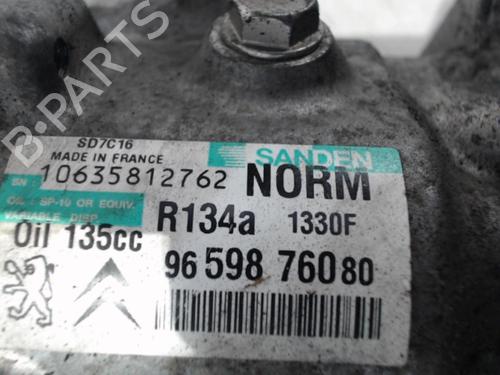 B-PARTS
SD7C16
MADE IN FRANCE
SANDEN
SN : 10635812762
NORM
OIL : SP-10 OR EQUIV.
VARIABLE DISP.
Oil 135cc
R134a 1330F
96 598 760 80